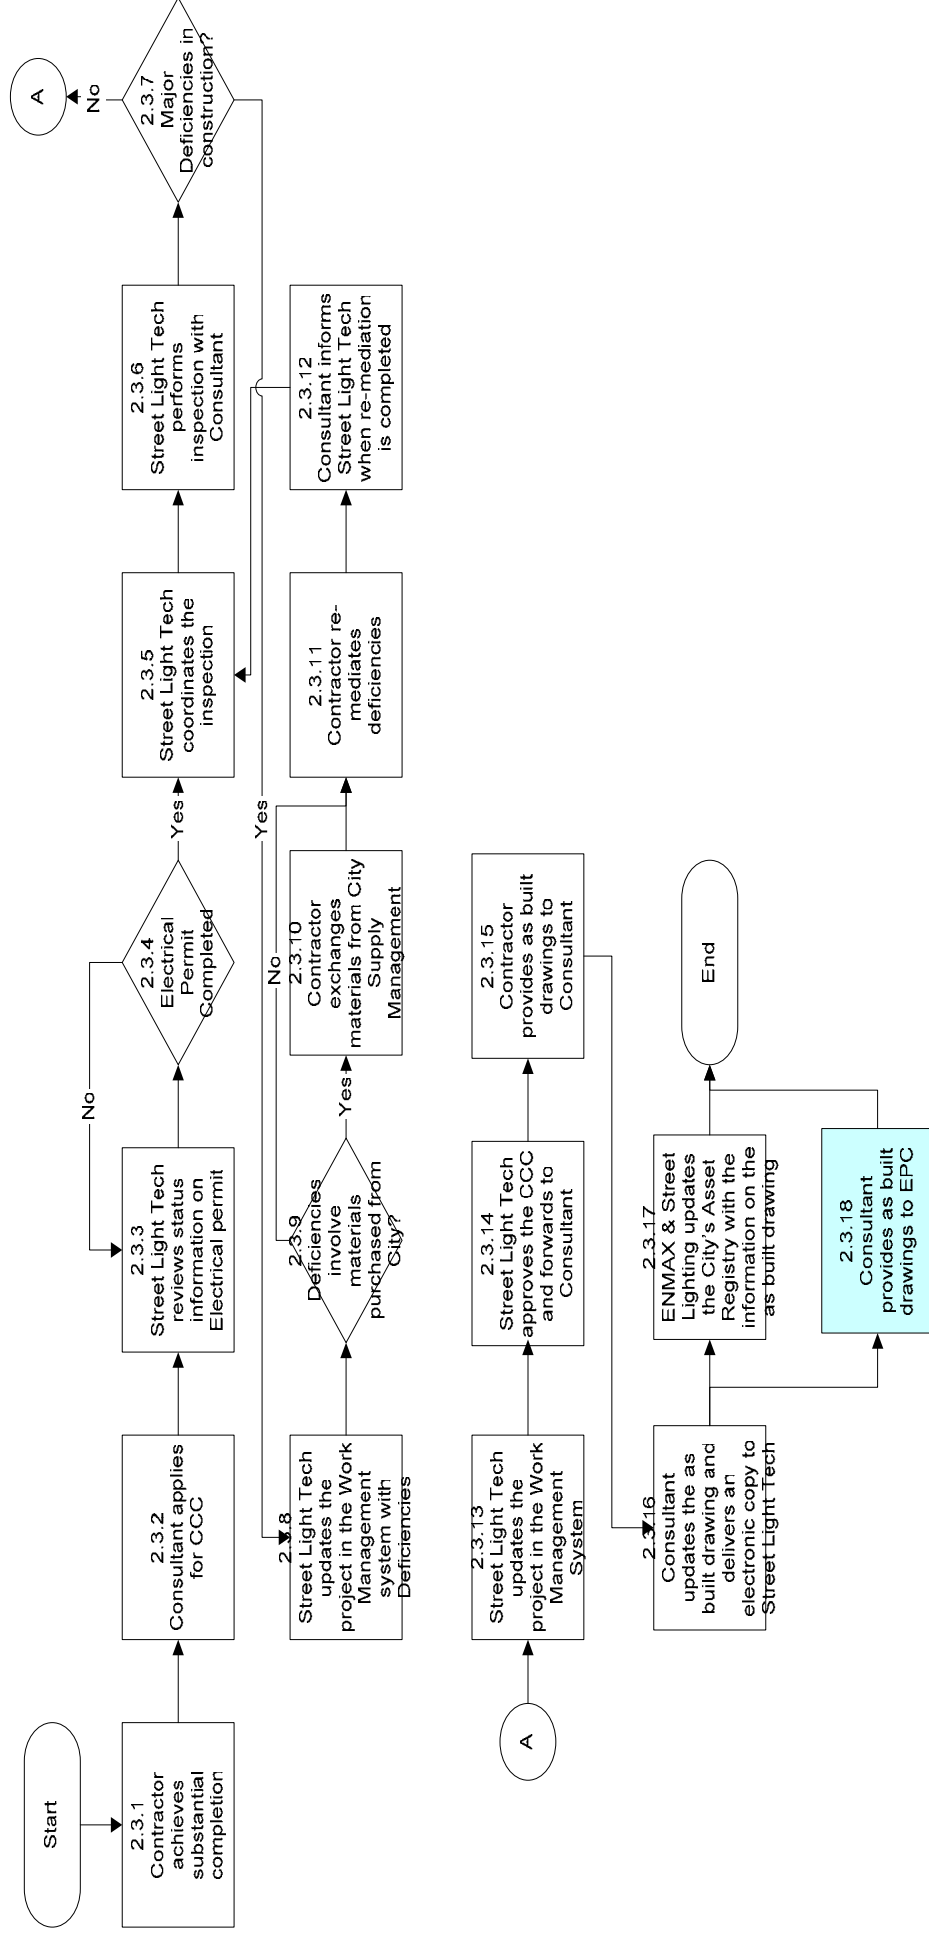 Start
2.3.1
Contractor
achieves
substantial
completion
2.3.2
Consultant applies
for CCC
2.3.3
Street Light Tech
reviews status
information on
Electrical permit
No
2.3.4
Electrical
Permit
Completed
Yes
2.3.5
Street Light Tech
coordinates the
inspection
2.3.6
Street Light Tech
performs
inspection with
Consultant
2.3.7
Major
Deficiencies in
construction?
No
A
Yes
2.3.8
Street Light Tech
updates the
project in the Work
Management
system with
Deficiencies
2.3.9
Deficiencies
involve
materials
purchased from
City?
Yes
No
2.3.10
Contractor
exchanges
materials from City
Supply
Management
2.3.11
Contractor re-
mediates
deficiencies
2.3.12
Consultant informs
Street Light Tech
when re-mediation
is completed
A
2.3.13
Street Light Tech
updates the
project in the Work
Management
System
2.3.14
Street Light Tech
approves the CCC
and forwards to
Consultant
2.3.15
Contractor
provides as built
drawings to
Consultant
2.3.16
Consultant
updates the as
built drawing and
delivers an
electronic copy to
Street Light Tech
2.3.17
ENMAX & Street
Lighting updates
the City's Asset
Registry with the
information on the
as built drawing
End
2.3.18
Consultant
provides as built
drawings to EPC